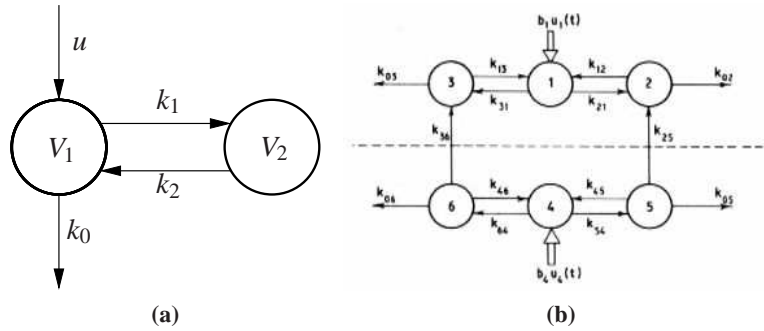 u
k₁
V₁
V₂
k₂
k₀
(a)
b₁u₁(t)
k₀₃
3
k₁₃
1
k₁₂
2
k₀₂
k₃₁
k₂₁
k₃₆
k₂₅
k₀₆
6
k₄₆
4
k₄₅
5
k₀₅
k₆₄
k₅₄
b₄u₄(t)
(b)